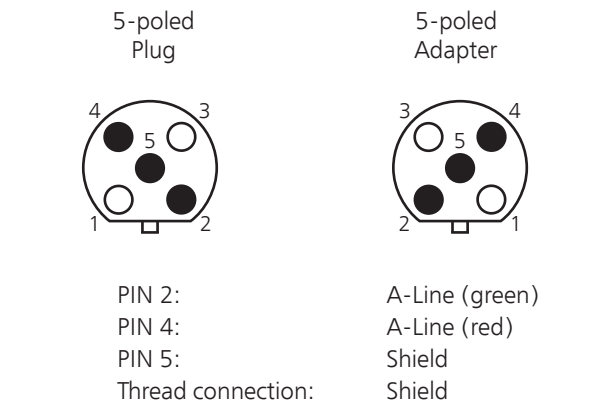 5-poled
Plug
5-poled
Adapter
4 5 3
1 2
3 5 4
2 1
PIN 2: A-Line (green)
PIN 4: A-Line (red)
PIN 5: Shield
Thread connection: Shield